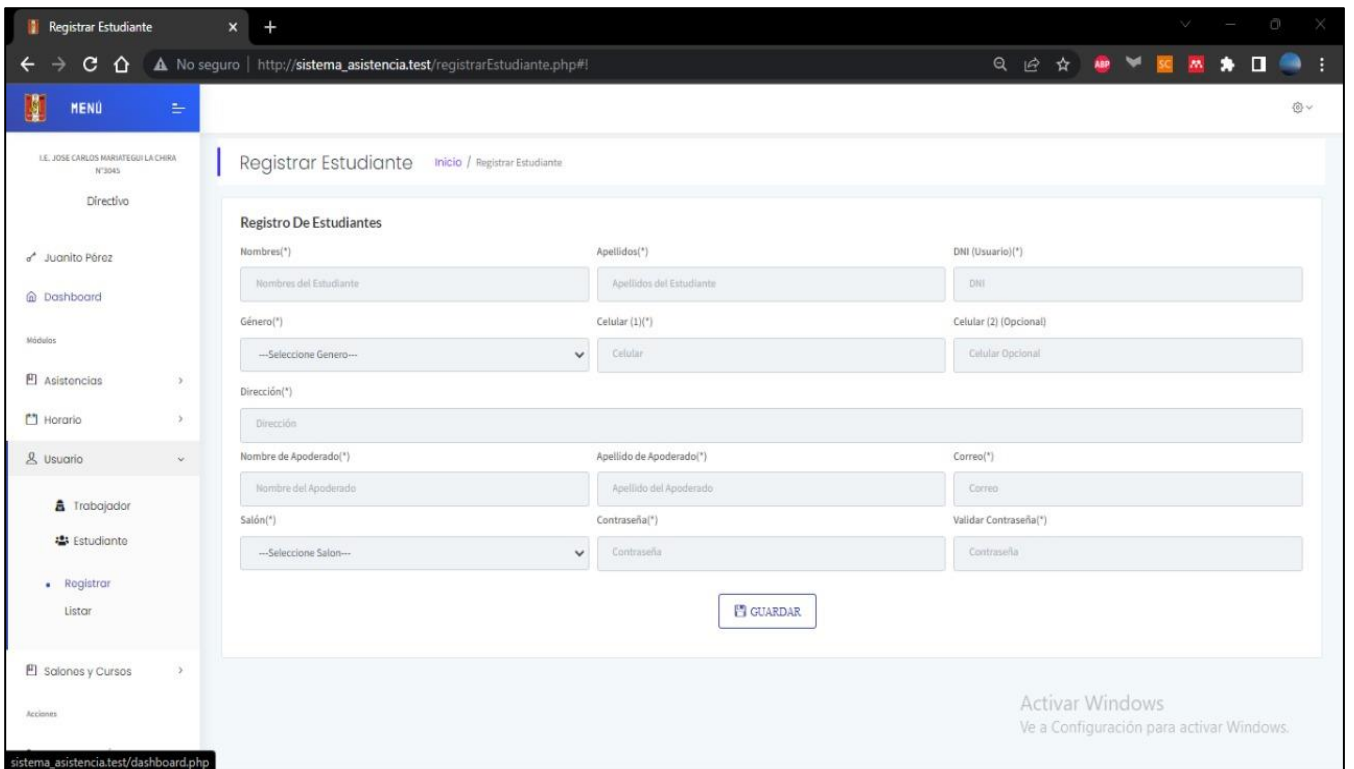 Registrar Estudiante
No seguro | http://sistema_asistencia.test/registrarEstudiante.php#!
ABP
SC
MENÚ
I.E. JOSE CARLOS MARIATEGUI LA CHIRA
N°3045
Directivo
Juanito Pérez
Dashboard
Módulos
Asistencias
Horario
Usuario
Trabajador
Estudiante
Registrar
Listar
Salones y Cursos
Acciones
sistema_asistencia.test/dashboard.php
Registrar Estudiante Inicio / Registrar Estudiante
Registro De Estudiantes
Nombres(*) Apellidos(*) DNI (Usuario)(*)
Nombres del Estudiante Apellidos del Estudiante DNI
Género(*) Celular (1)(*) Celular (2) (Opcional)
---Seleccione Genero--- Celular Celular Opcional
Dirección(*)
Dirección
Nombre de Apoderado(*) Apellido de Apoderado(*) Correo(*)
Nombre del Apoderado Apellido del Apoderado Correo
Salón(*) Contraseña(*) Validar Contraseña(*)
---Seleccione Salon--- Contraseña Contraseña
GUARDAR
Activar Windows
Ve a Configuración para activar Windows.